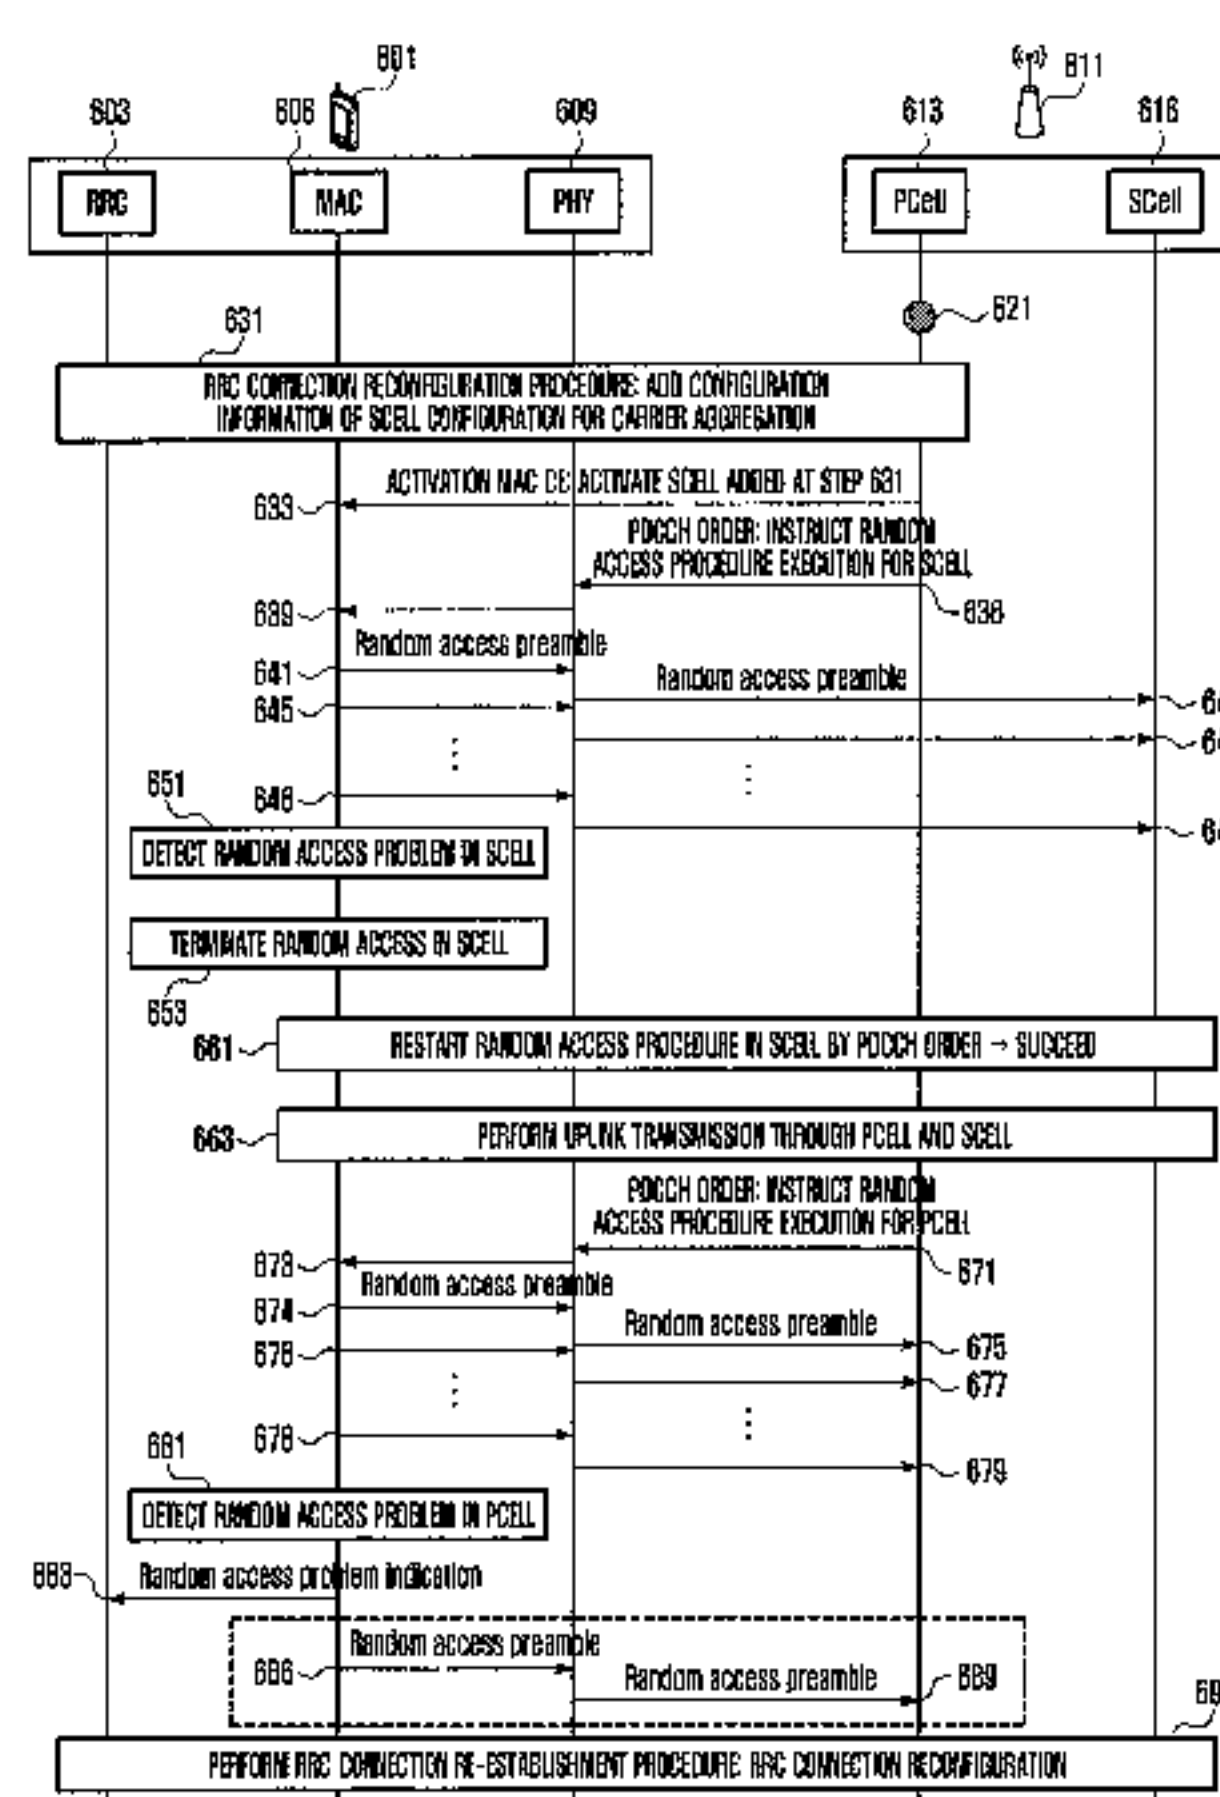 601
611
603
606
609
613
616
RRC
MAC
PHY
PCell
SCell
621
631
RRC CONNECTION RECONFIGURATION PROCEDURE: ADD CONFIGURATION
INFORMATION OF SCELL CONFIGURATION FOR CARRIER AGGREGATION
ACTIVATION MAC CE: ACTIVATE SCELL ADDED AT STEP 631
633
PDCCH ORDER: INSTRUCT RANDOM
ACCESS PROCEDURE EXECUTION FOR SCELL
636
639
Random access preamble
641
Random access preamble
645
646
651
DETECT RANDOM ACCESS PROBLEM IN SCELL
TERMINATE RANDOM ACCESS IN SCELL
653
661
RESTART RANDOM ACCESS PROCEDURE IN SCELL BY PDCCH ORDER → SUCCEED
663
PERFORM UPLINK TRANSMISSION THROUGH PCELL AND SCELL
PDCCH ORDER: INSTRUCT RANDOM
ACCESS PROCEDURE EXECUTION FOR PCELL
671
673
Random access preamble
674
Random access preamble
675
676
677
678
679
681
DETECT RANDOM ACCESS PROBLEM IN PCELL
683
Random access problem indication
Random access preamble
686
Random access preamble
689
PERFORM RRC CONNECTION RE-ESTABLISHMENT PROCEDURE: RRC CONNECTION RECONFIGURATION